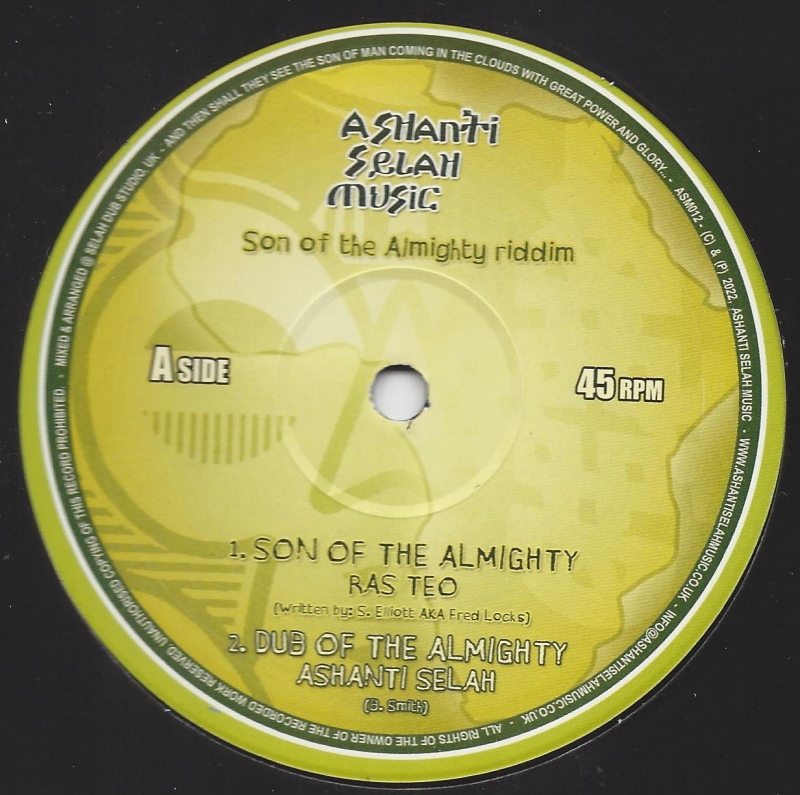 ASHANTI
SELAH
MUSIC
Son of the Almighty riddim
A SIDE
45 RPM
1. SON OF THE ALMIGHTY
RAS TEO
(Written by: S. Elliott AKA Fred Locks)
2. DUB OF THE ALMIGHTY
ASHANTI SELAH
(B. Smith)
MIXED & ARRANGED @ SELAH DUB STUDIO, UK - AND THEN SHALL THEY SEE THE SON OF MAN COMING IN THE CLOUDS WITH GREAT POWER AND GLORY... - ASM012 - (C) & (P) 2022, ASHANTI SELAH MUSIC - WWW.ASHANTISELAHMUSIC.CO.UK - INFO@ASHANTISELAHMUSIC.CO.UK - ALL RIGHTS OF THE OWNER OF THE RECORDED WORK RESERVED. UNAUTHORISED COPYING OF THIS RECORD PROHIBITED. -